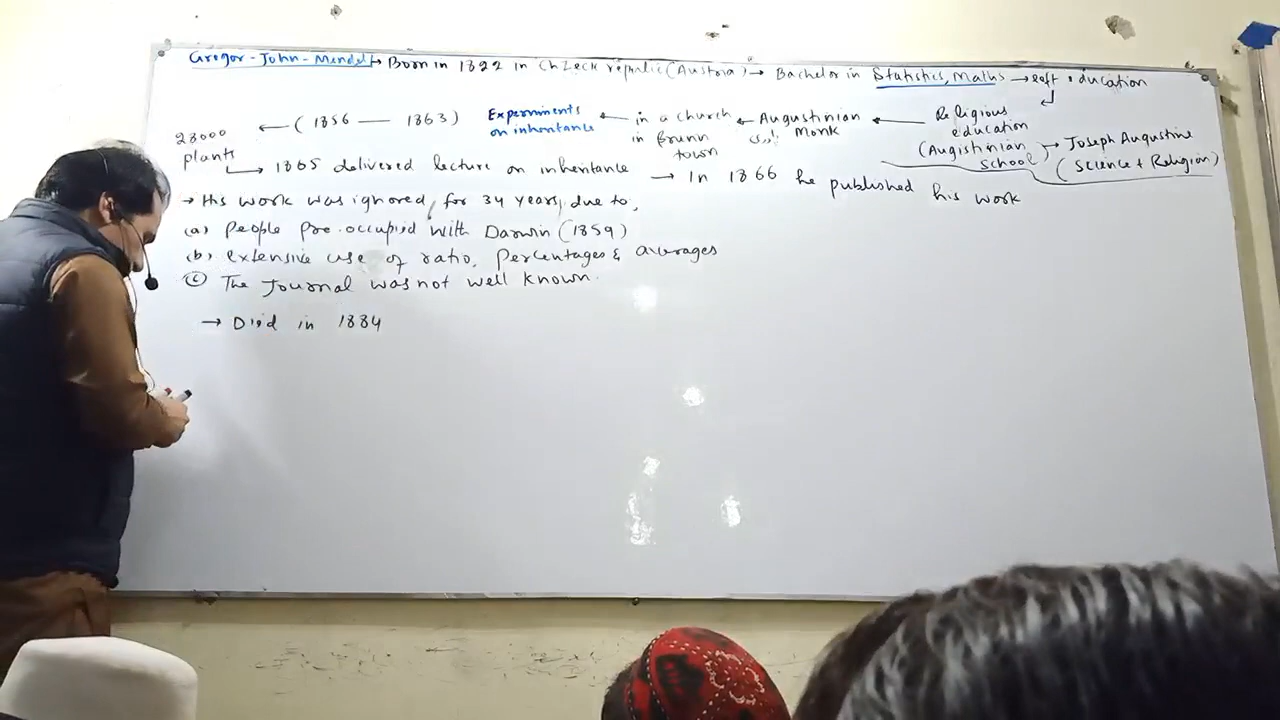 Gregor-John-Mendel → Born in 1822 in Chzeck republic (Austria) → Bachelor in Statistics, Maths → left education
Religious education (Augistinian school) → Joseph Augustine (Science + Religion)
← Augustinian Monk
← in a church in Brunn town
← Experiments on inheritance
← (1856 — 1863)
28000 plants
→ 1865 delivered lecture on inheritance → In 1866 he published his work
→ His work was ignored for 34 years, due to,
(a) People pre-occupied with Darwin (1859)
(b) extensive use of ratio, percentages & averages
(c) The Journal was not well known.
→ Died in 1884